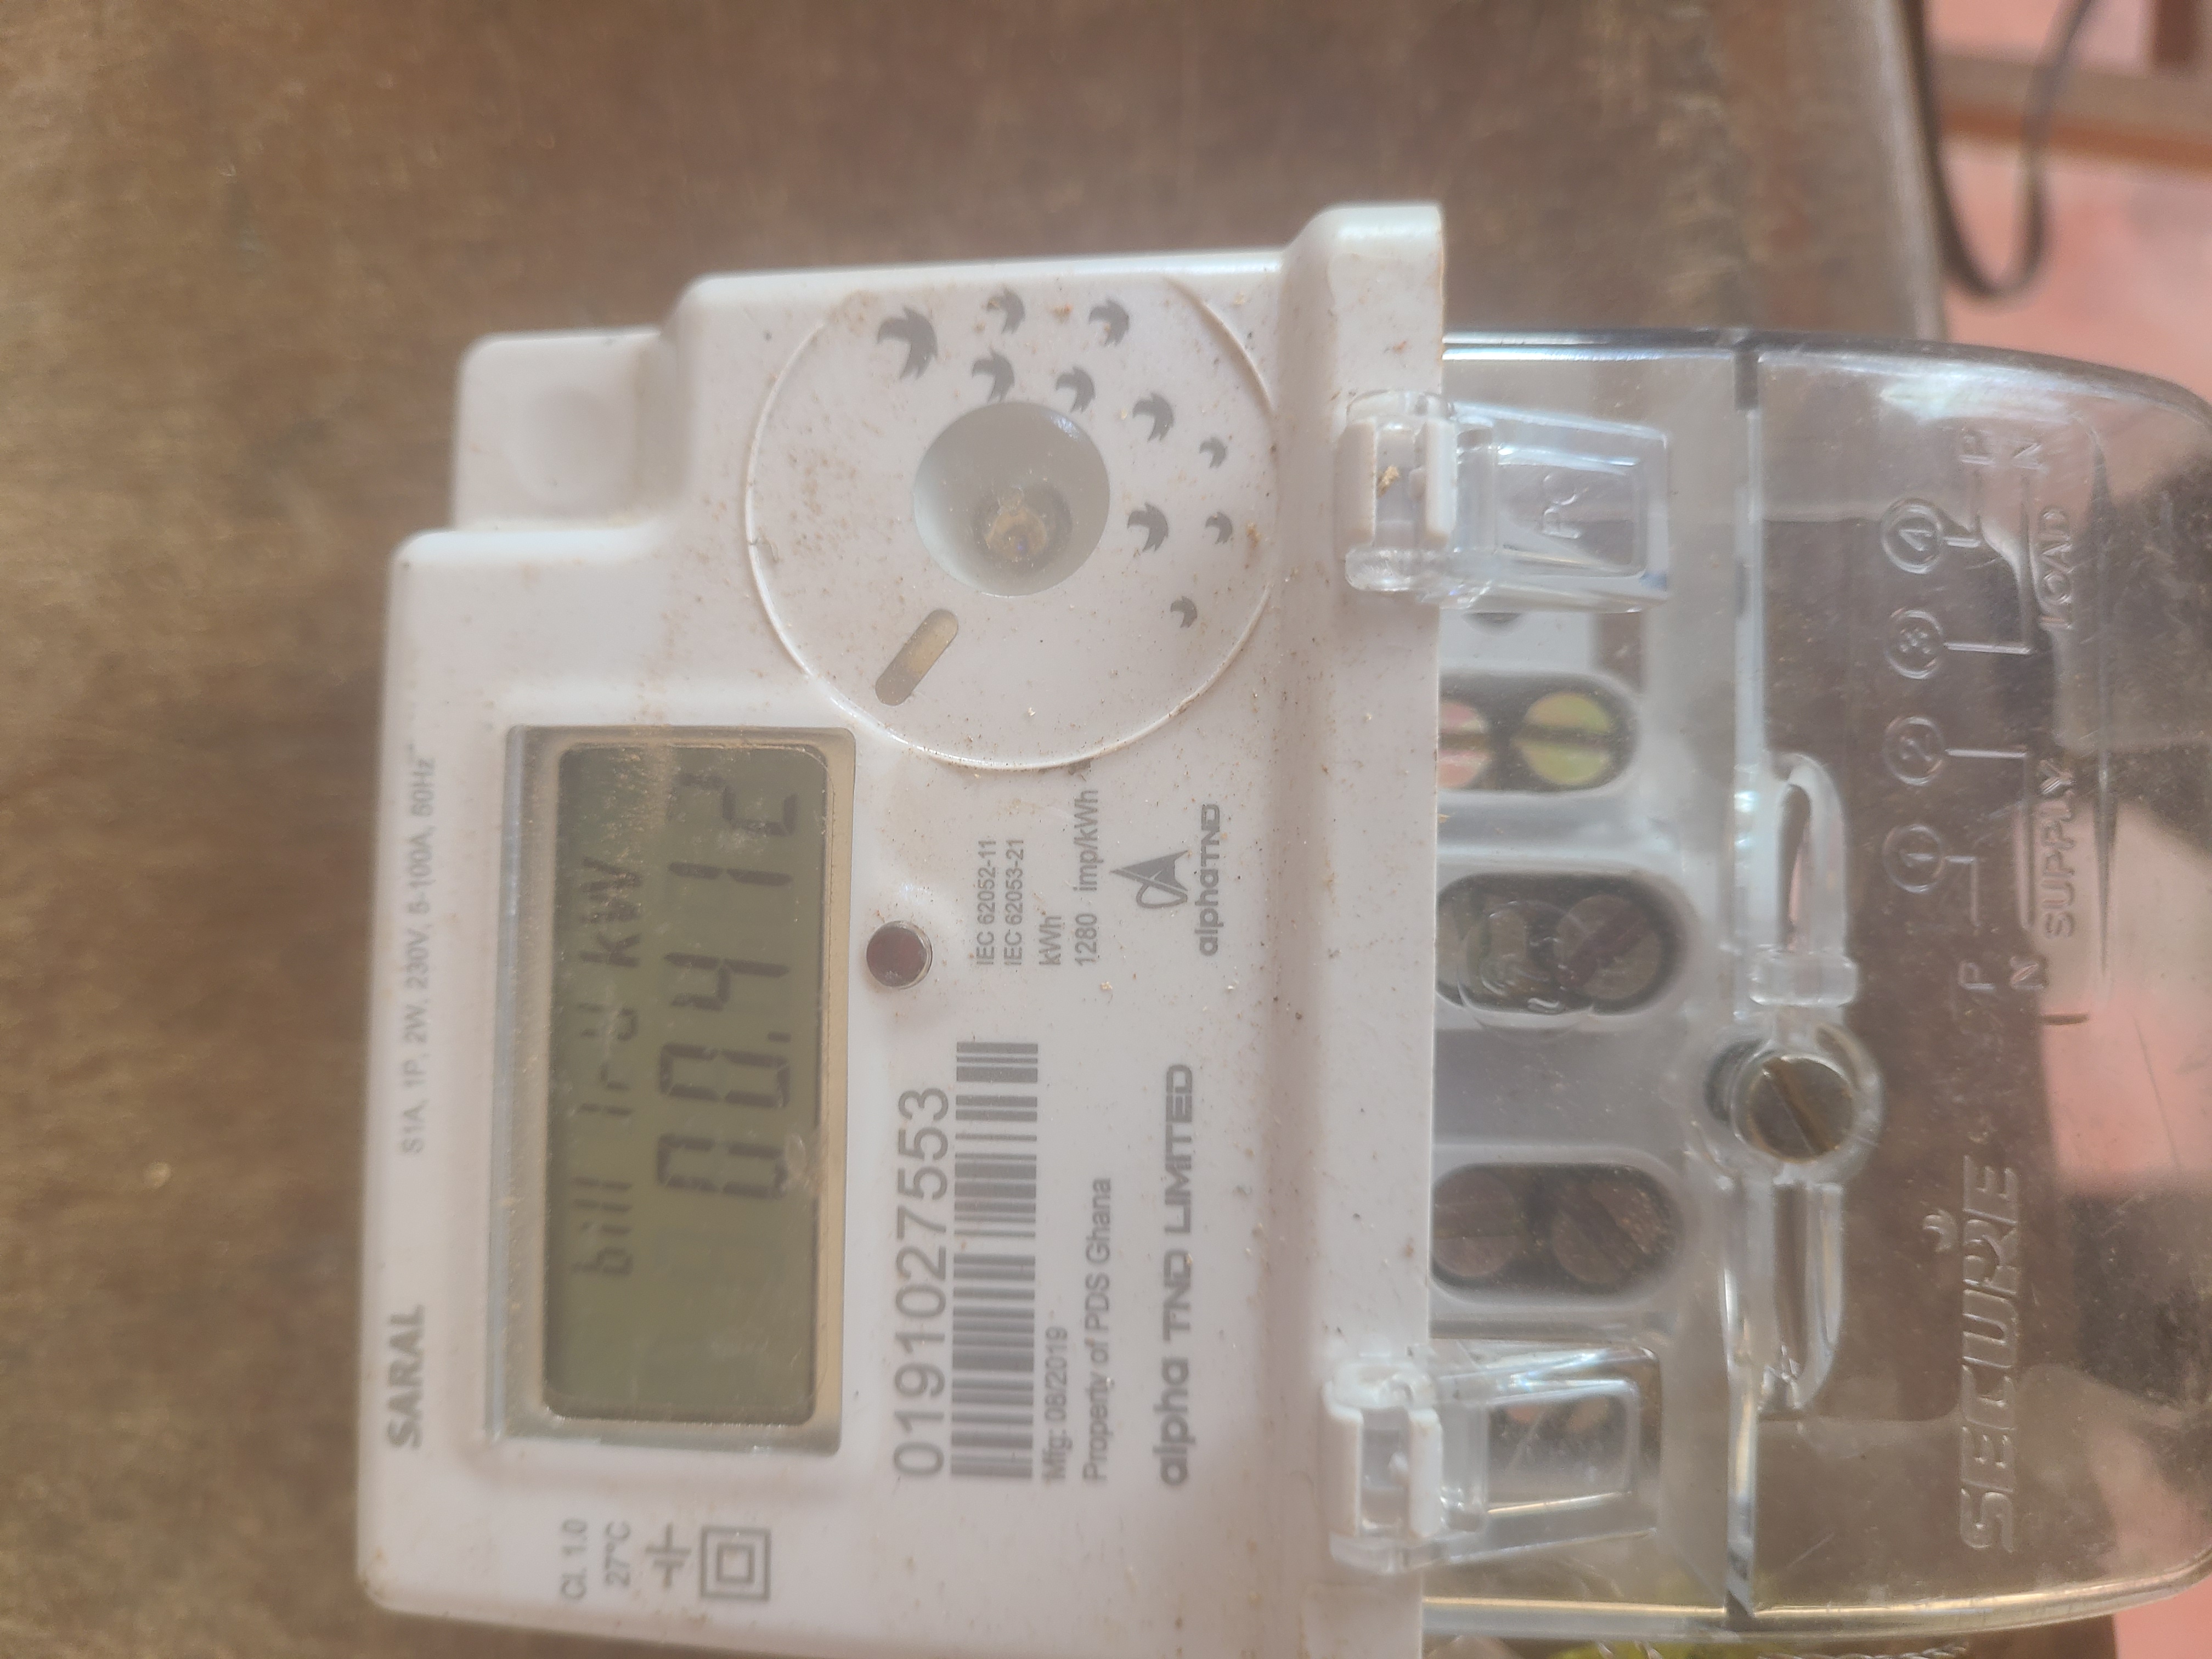 SARAL
S1A, 1P, 2W, 230V, 5-100A, 50Hz
Cl. 1.0
27°C
bill kW
00.412
0191027553
IEC 62052-11
IEC 62053-21
Mfg: 08/2019
kWh
Property of PDS Ghana
1280 imp/kWh
alpha TND LIMITED
alphaTND
PC
1 2 3 4
SECURE
P P
N N
SUPPLY LOAD